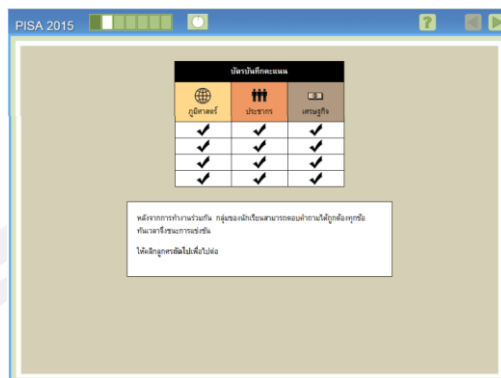 PISA 2015
?
บัตรบันทึกคะแนน
ภูมิศาสตร์ ประชากร เศรษฐกิจ
หลังจากการทำงานร่วมกัน กลุ่มของนักเรียนสามารถตอบคำถามได้ถูกต้องทุกข้อ
ทันเวลาจึงชนะการแข่งขัน
ให้คลิกลูกศรถัดไปเพื่อไปต่อ